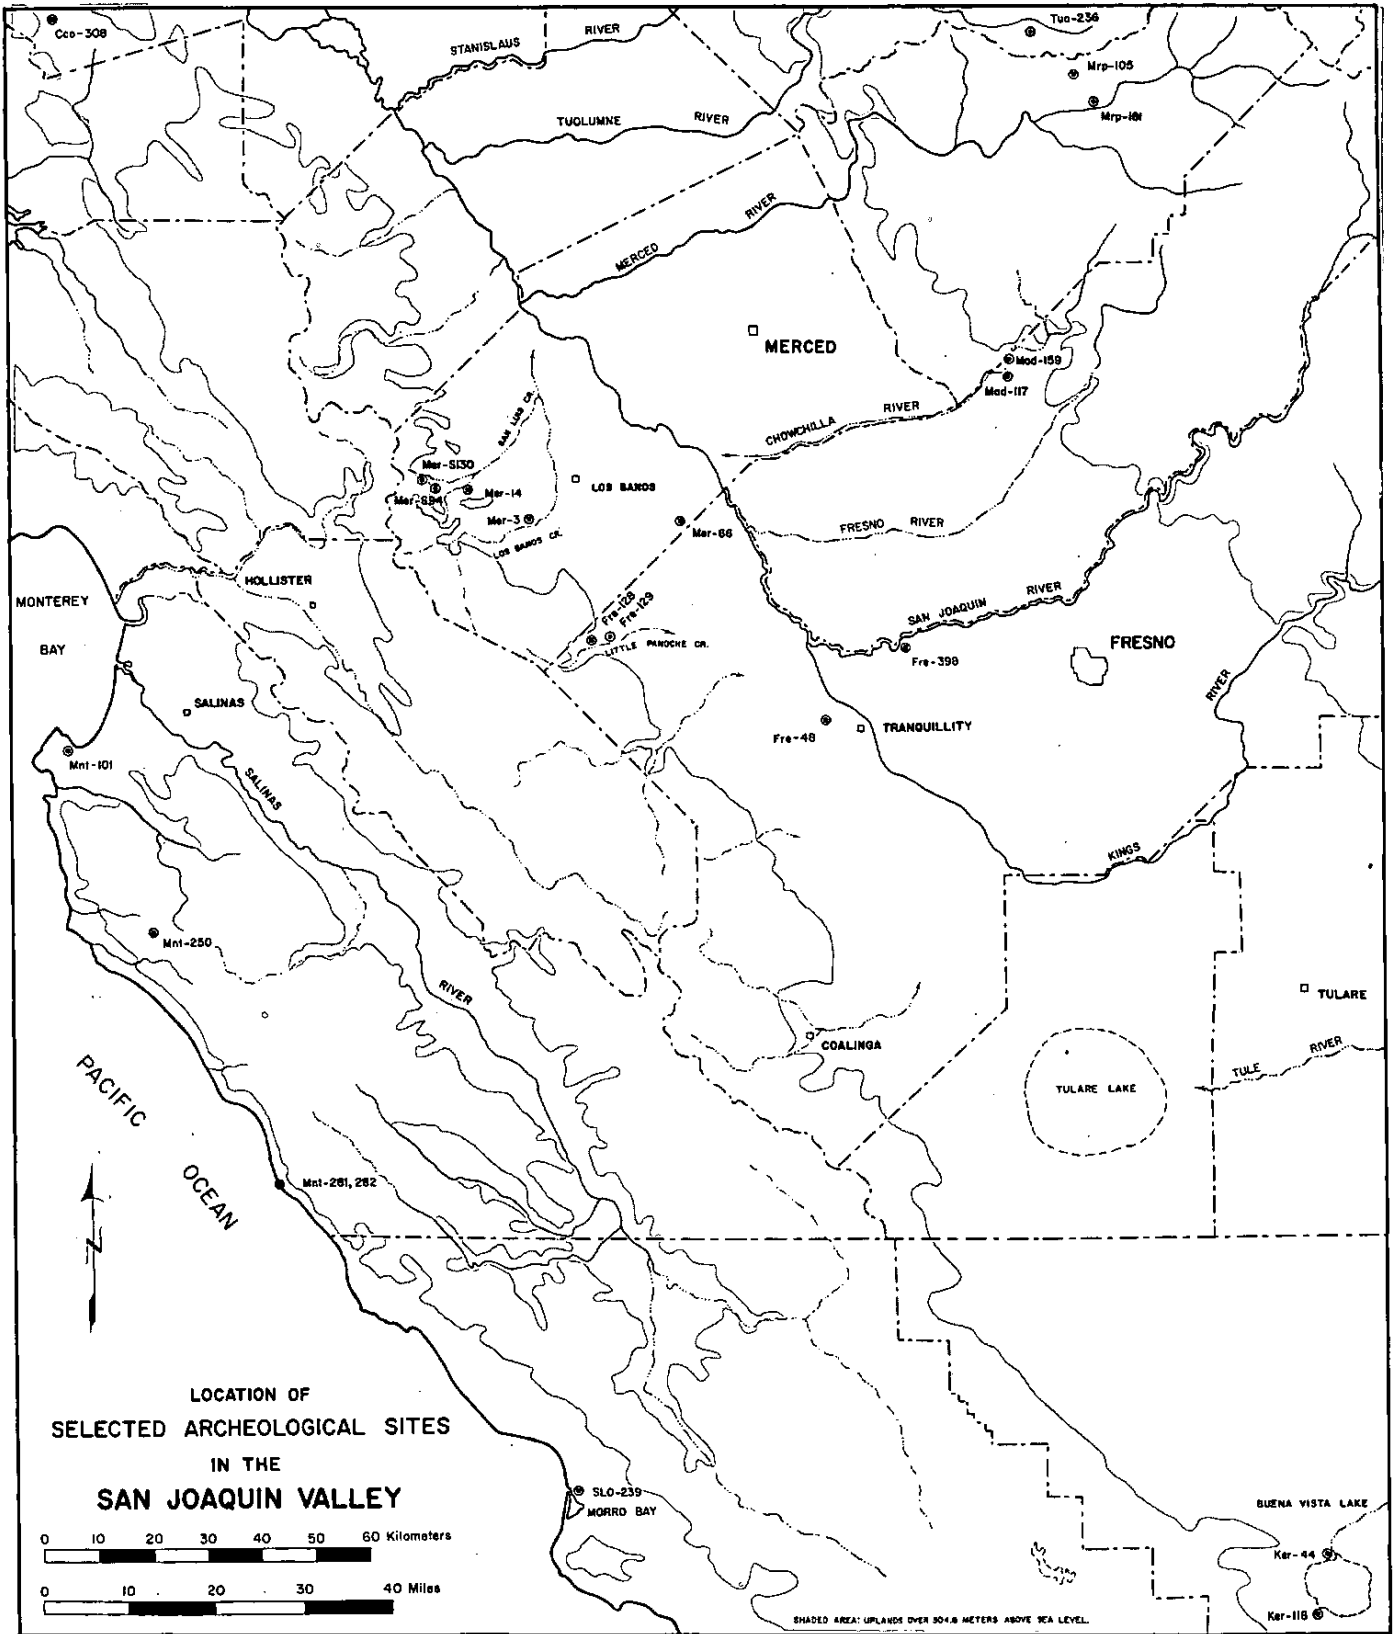 Cco-308
STANISLAUS RIVER
Tuo-236
Mrp-105
Mrp-181
TUOLUMNE RIVER
MERCED RIVER
MERCED
Mad-159
Mad-117
CHOWCHILLA RIVER
SAN LUIS CR.
Mer-S130
Mer-S94
Mer-14
LOS BANOS
Mer-3
LOS BANOS CR.
Mer-66
FRESNO RIVER
HOLLISTER
MONTEREY
BAY
Fre-128
Fre-129
LITTLE PANOCHE CR.
SAN JOAQUIN RIVER
Fre-398
FRESNO
RIVER
SALINAS
Fre-48
TRANQUILLITY
Mnt-101
SALINAS
KINGS
Mnt-250
RIVER
TULARE
COALINGA
TULARE LAKE
TULE RIVER
PACIFIC
OCEAN
Mnt-281, 282
LOCATION OF
SELECTED ARCHEOLOGICAL SITES
IN THE
SAN JOAQUIN VALLEY
SLO-239
MORRO BAY
BUENA VISTA LAKE
0 10 20 30 40 50 60 Kilometers
Ker-44
0 10 20 30 40 Miles
Ker-116
SHADED AREA: UPLANDS OVER 304.8 METERS ABOVE SEA LEVEL.